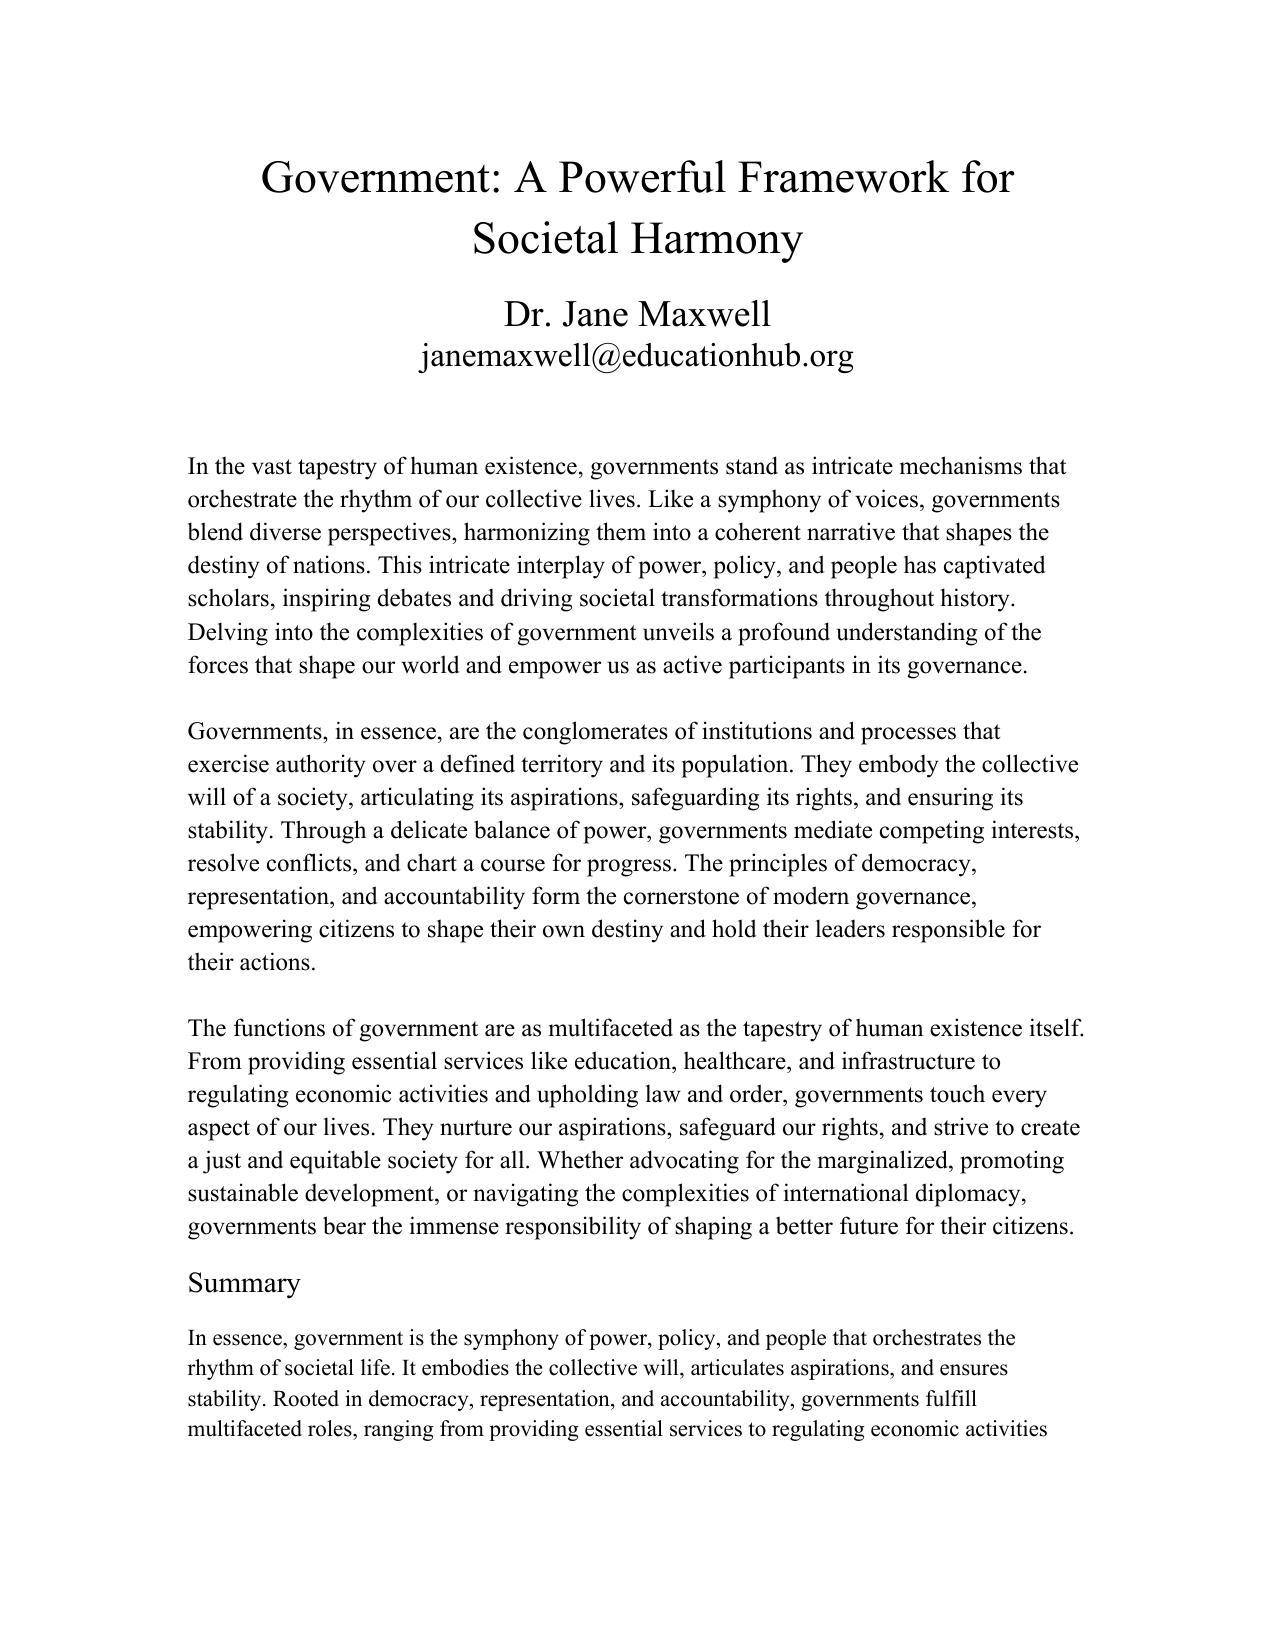 Government: A Powerful Framework for
Societal Harmony
Dr. Jane Maxwell
janemaxwell@educationhub.org
In the vast tapestry of human existence, governments stand as intricate mechanisms that
orchestrate the rhythm of our collective lives. Like a symphony of voices, governments
blend diverse perspectives, harmonizing them into a coherent narrative that shapes the
destiny of nations. This intricate interplay of power, policy, and people has captivated
scholars, inspiring debates and driving societal transformations throughout history.
Delving into the complexities of government unveils a profound understanding of the
forces that shape our world and empower us as active participants in its governance.
Governments, in essence, are the conglomerates of institutions and processes that
exercise authority over a defined territory and its population. They embody the collective
will of a society, articulating its aspirations, safeguarding its rights, and ensuring its
stability. Through a delicate balance of power, governments mediate competing interests,
resolve conflicts, and chart a course for progress. The principles of democracy,
representation, and accountability form the cornerstone of modern governance,
empowering citizens to shape their own destiny and hold their leaders responsible for
their actions.
The functions of government are as multifaceted as the tapestry of human existence itself.
From providing essential services like education, healthcare, and infrastructure to
regulating economic activities and upholding law and order, governments touch every
aspect of our lives. They nurture our aspirations, safeguard our rights, and strive to create
a just and equitable society for all. Whether advocating for the marginalized, promoting
sustainable development, or navigating the complexities of international diplomacy,
governments bear the immense responsibility of shaping a better future for their citizens.
Summary
In essence, government is the symphony of power, policy, and people that orchestrates the
rhythm of societal life. It embodies the collective will, articulates aspirations, and ensures
stability. Rooted in democracy, representation, and accountability, governments fulfill
multifaceted roles, ranging from providing essential services to regulating economic activities